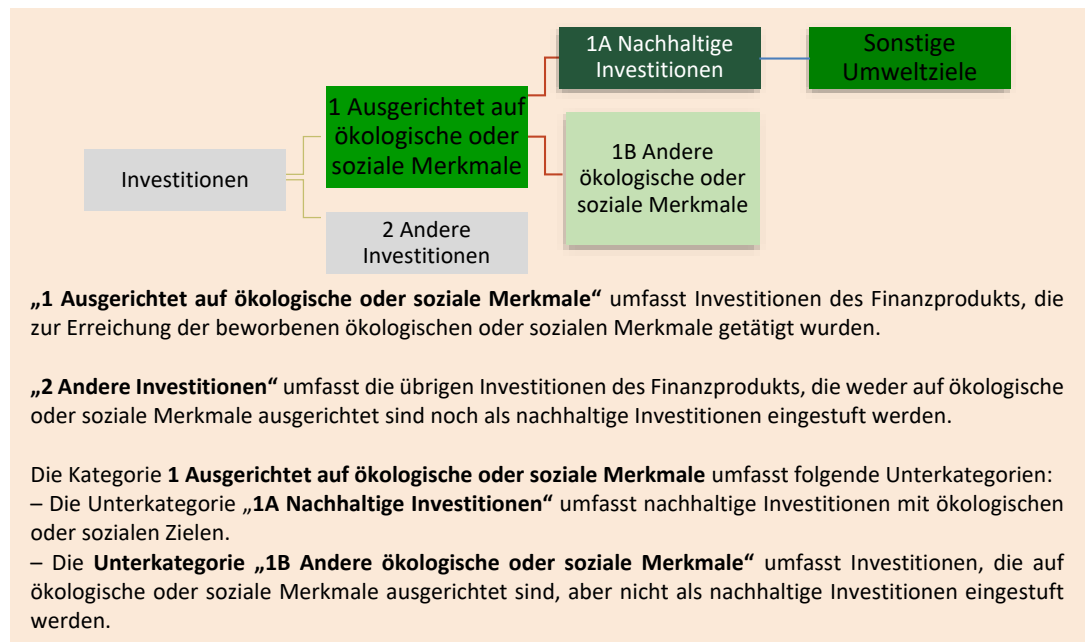 1A Nachhaltige
Investitionen
Sonstige
Umweltziele
1 Ausgerichtet auf
ökologische oder
soziale Merkmale
1B Andere
ökologische oder
soziale Merkmale
Investitionen
2 Andere
Investitionen
„1 Ausgerichtet auf ökologische oder soziale Merkmale“ umfasst Investitionen des Finanzprodukts, die
zur Erreichung der beworbenen ökologischen oder sozialen Merkmale getätigt wurden.
„2 Andere Investitionen“ umfasst die übrigen Investitionen des Finanzprodukts, die weder auf ökologische
oder soziale Merkmale ausgerichtet sind noch als nachhaltige Investitionen eingestuft werden.
Die Kategorie 1 Ausgerichtet auf ökologische oder soziale Merkmale umfasst folgende Unterkategorien:
– Die Unterkategorie „1A Nachhaltige Investitionen“ umfasst nachhaltige Investitionen mit ökologischen
oder sozialen Zielen.
– Die Unterkategorie „1B Andere ökologische oder soziale Merkmale“ umfasst Investitionen, die auf
ökologische oder soziale Merkmale ausgerichtet sind, aber nicht als nachhaltige Investitionen eingestuft
werden.